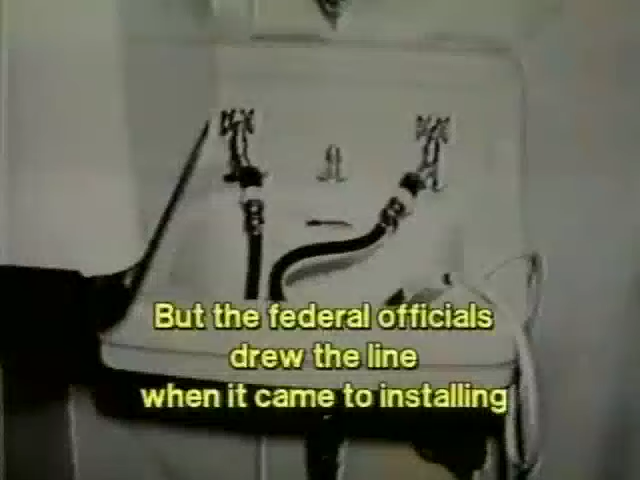 But the federal officials
drew the line
when it came to installing